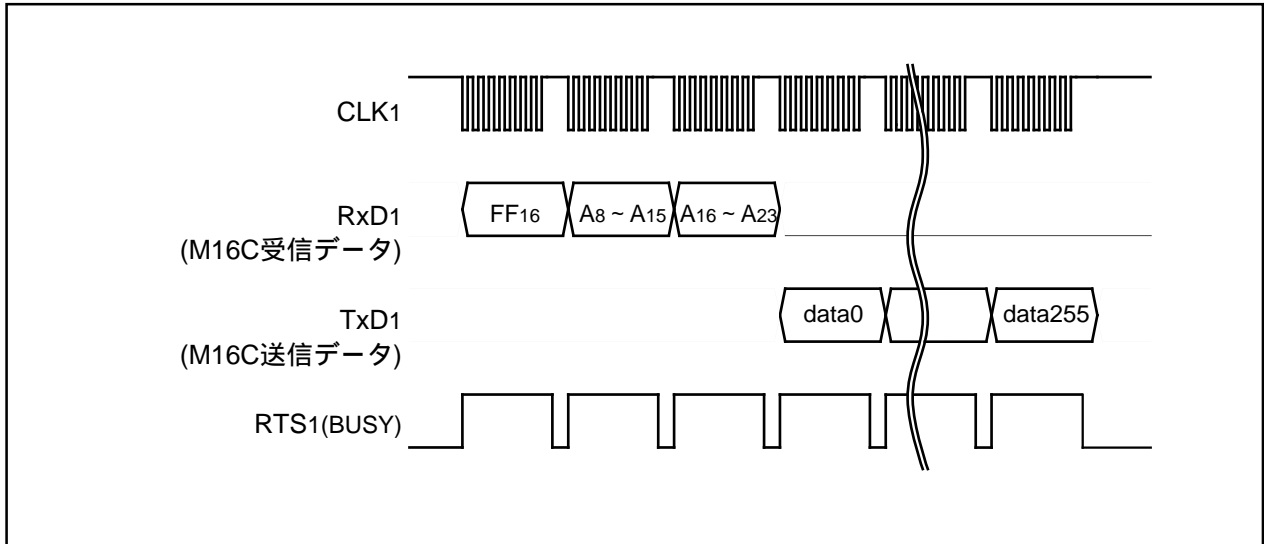 CLK1
RxD1
(M16C受信データ)
FF16
A8 ~ A15
A16 ~ A23
TxD1
(M16C送信データ)
data0
data255
RTS1(BUSY)